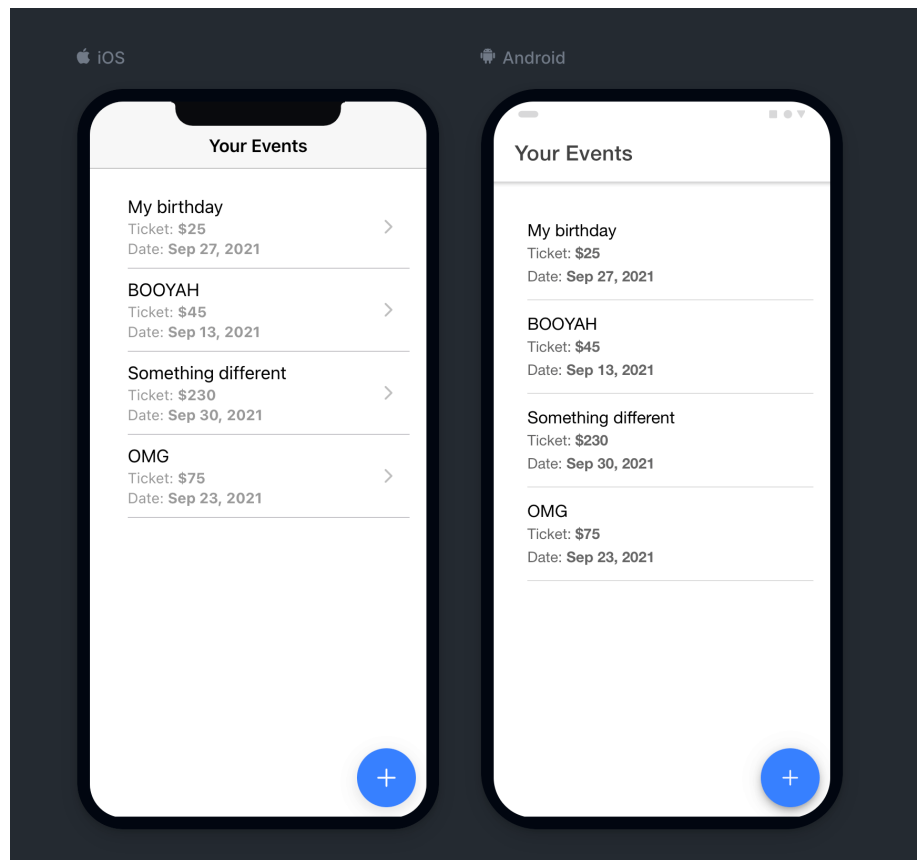 iOS
Your Events
My birthday
Ticket: $25
Date: Sep 27, 2021
BOOYAH
Ticket: $45
Date: Sep 13, 2021
Something different
Ticket: $230
Date: Sep 30, 2021
OMG
Ticket: $75
Date: Sep 23, 2021
+
Android
Your Events
My birthday
Ticket: $25
Date: Sep 27, 2021
BOOYAH
Ticket: $45
Date: Sep 13, 2021
Something different
Ticket: $230
Date: Sep 30, 2021
OMG
Ticket: $75
Date: Sep 23, 2021
+